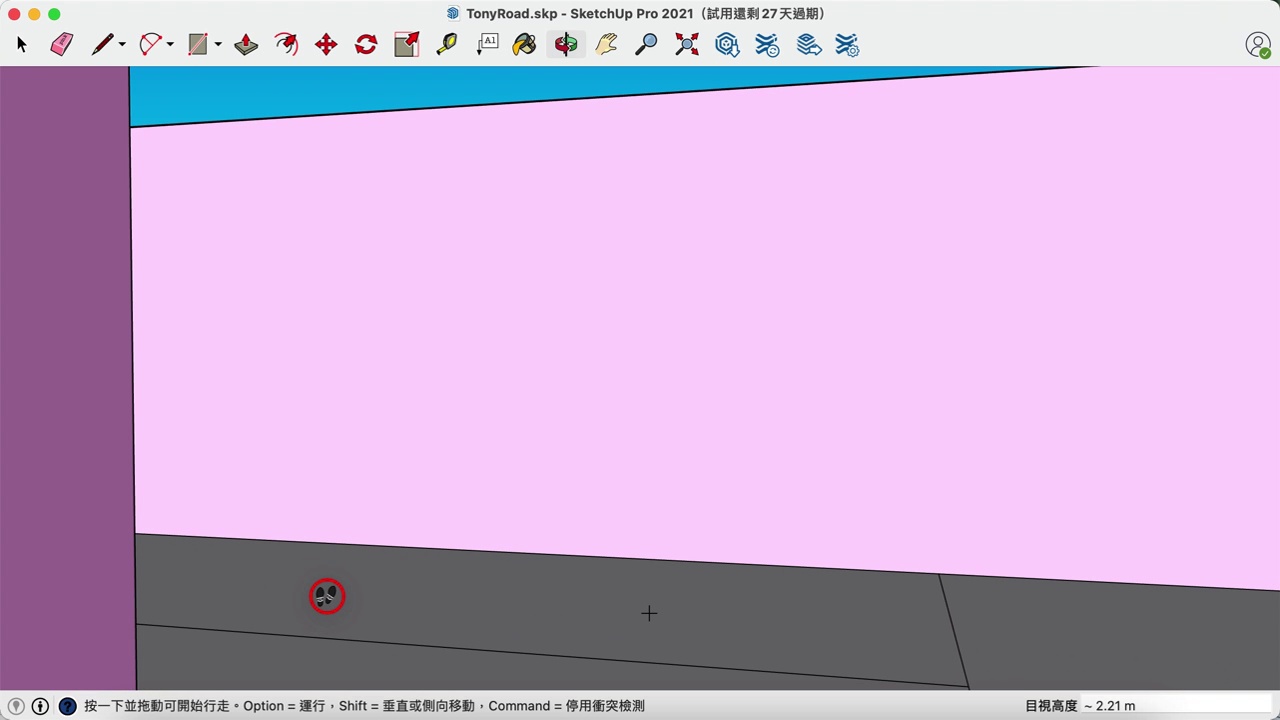 TonyRoad.skp - SketchUp Pro 2021（試用還剩 27 天過期）
A1
按一下並拖動可開始行走。Option = 運行，Shift = 垂直或側向移動，Command = 停用衝突檢測
目視高度 ~ 2.21 m